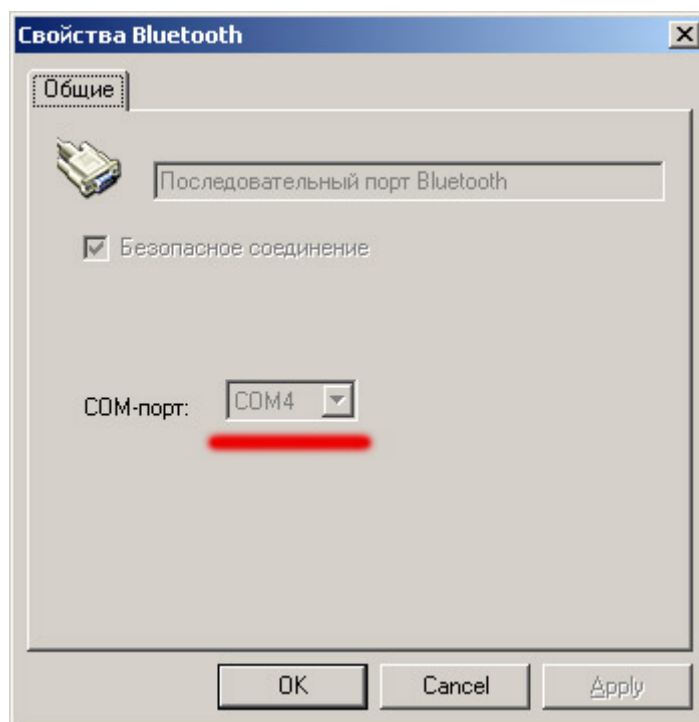 Свойства Bluetooth
Общие
Последовательный порт Bluetooth
Безопасное соединение
COM-порт: COM4
OK Cancel Apply